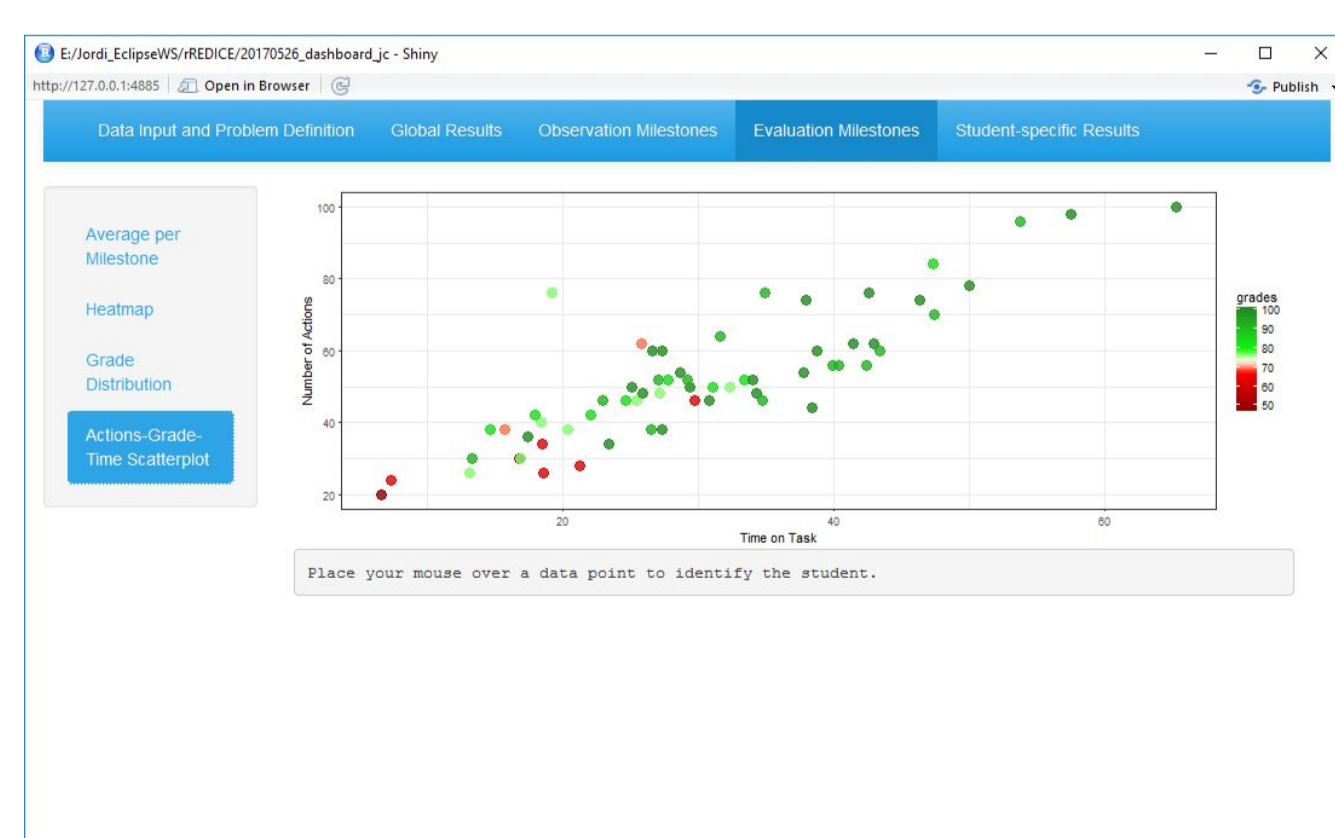 E:/Jordi_EclipseWS/rREDICE/20170526_dashboard_jc - Shiny
http://127.0.0.1:4885 Open in Browser Publish
Data Input and Problem Definition Global Results Observation Milestones Evaluation Milestones Student-specific Results
Average per
Milestone
Heatmap
Grade
Distribution
Actions-Grade-
Time Scatterplot
Number of Actions
100
80
60
40
20
20 40 60
Time on Task
grades
100
90
80
70
60
50
Place your mouse over a data point to identify the student.